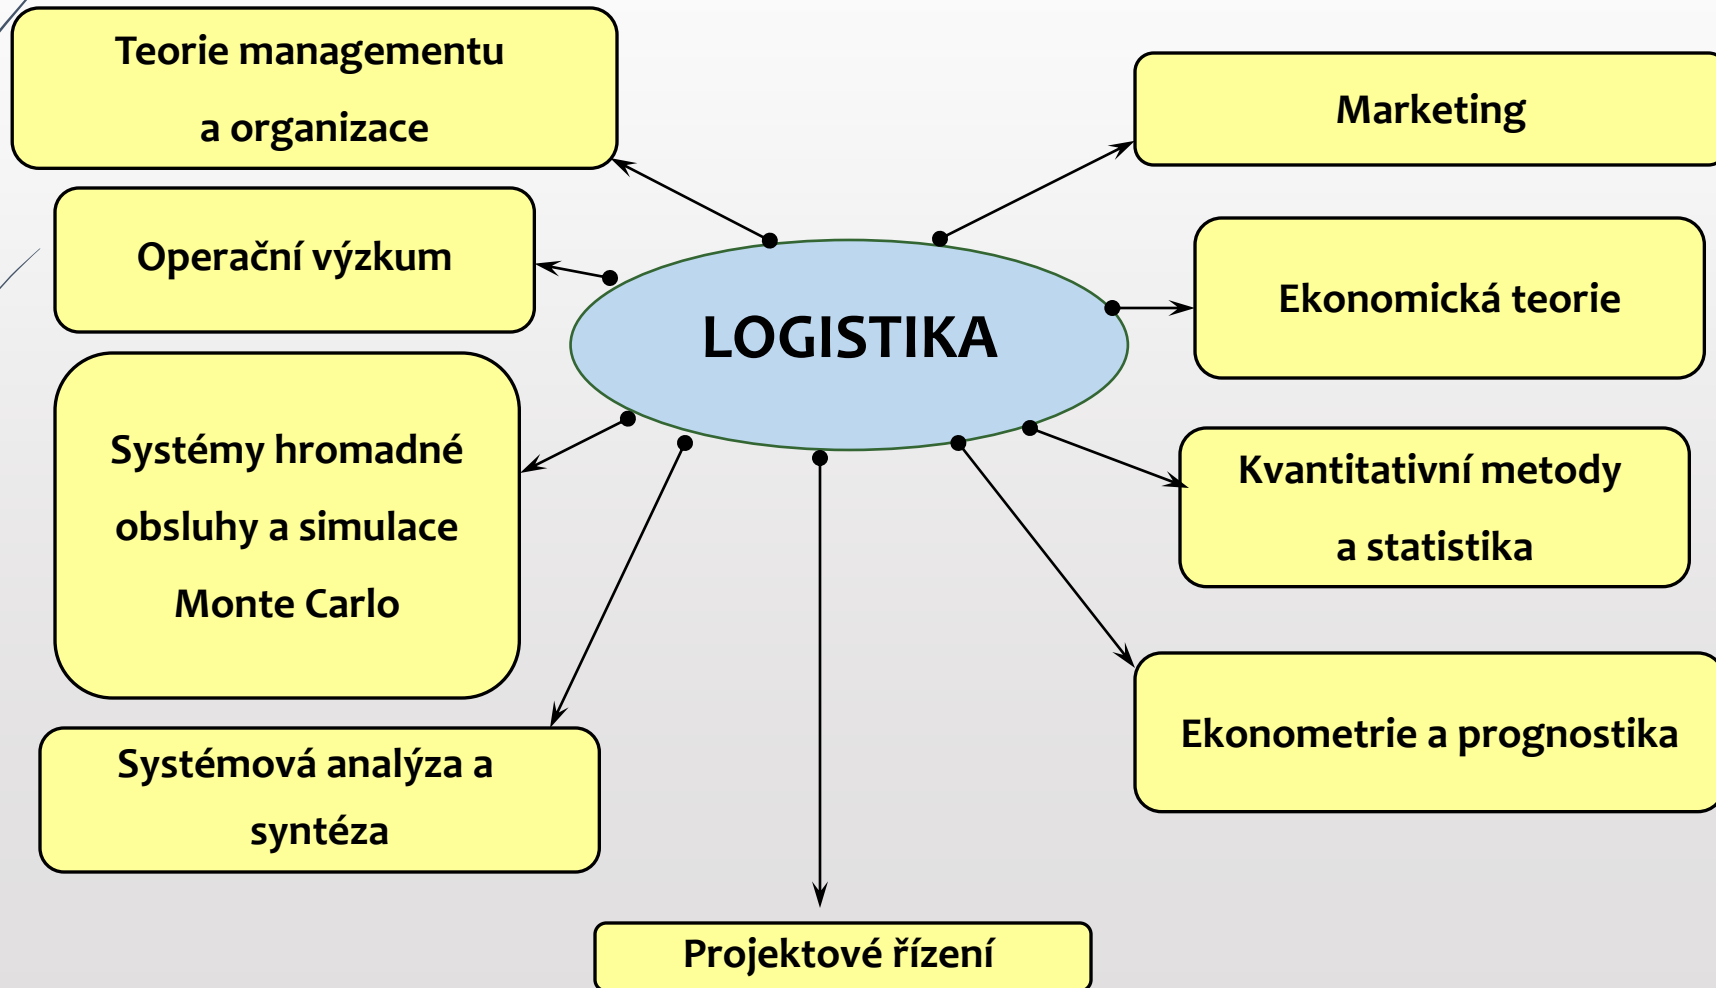 Teorie managementu
a organizace
Marketing
Operační výzkum
Ekonomická teorie
LOGISTIKA
Systémy hromadné
obsluhy a simulace
Monte Carlo
Kvantitativní metody
a statistika
Ekonometrie a prognostika
Systémová analýza a
syntéza
Projektové řízení